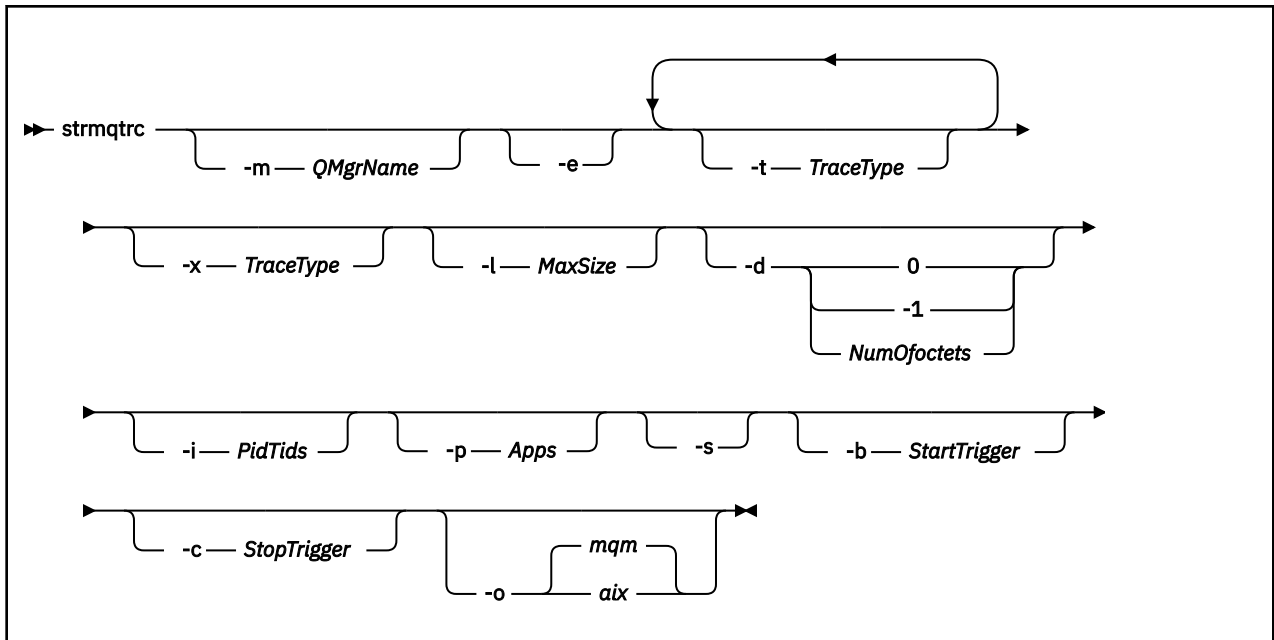 strmqtrc -m QMgrName -e -t TraceType
-x TraceType -l MaxSize -d 0
-1
NumOfoctets
-i PidTids -p Apps -s -b StartTrigger
-c StopTrigger
mqm
-o aix